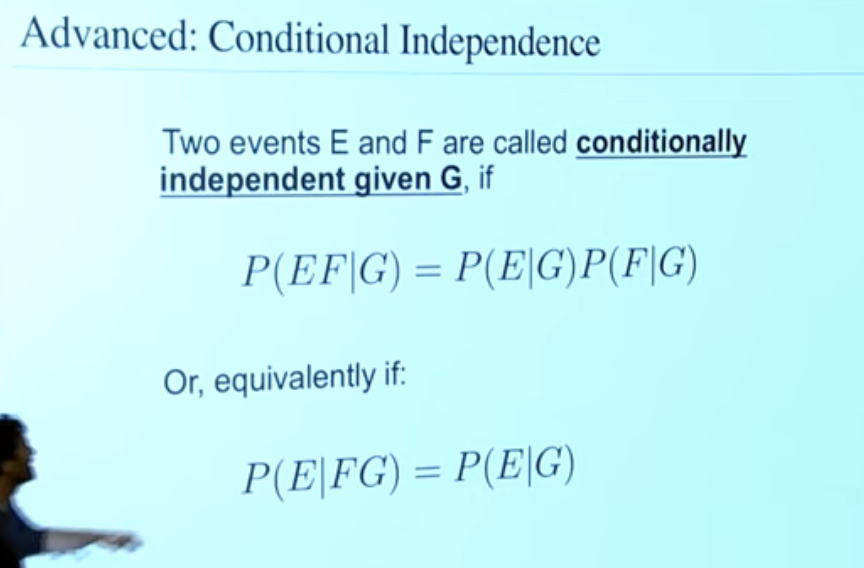 Advanced: Conditional Independence
Two events E and F are called conditionally
independent given G, if
P(EF|G) = P(E|G)P(F|G)
Or, equivalently if:
P(E|FG) = P(E|G)